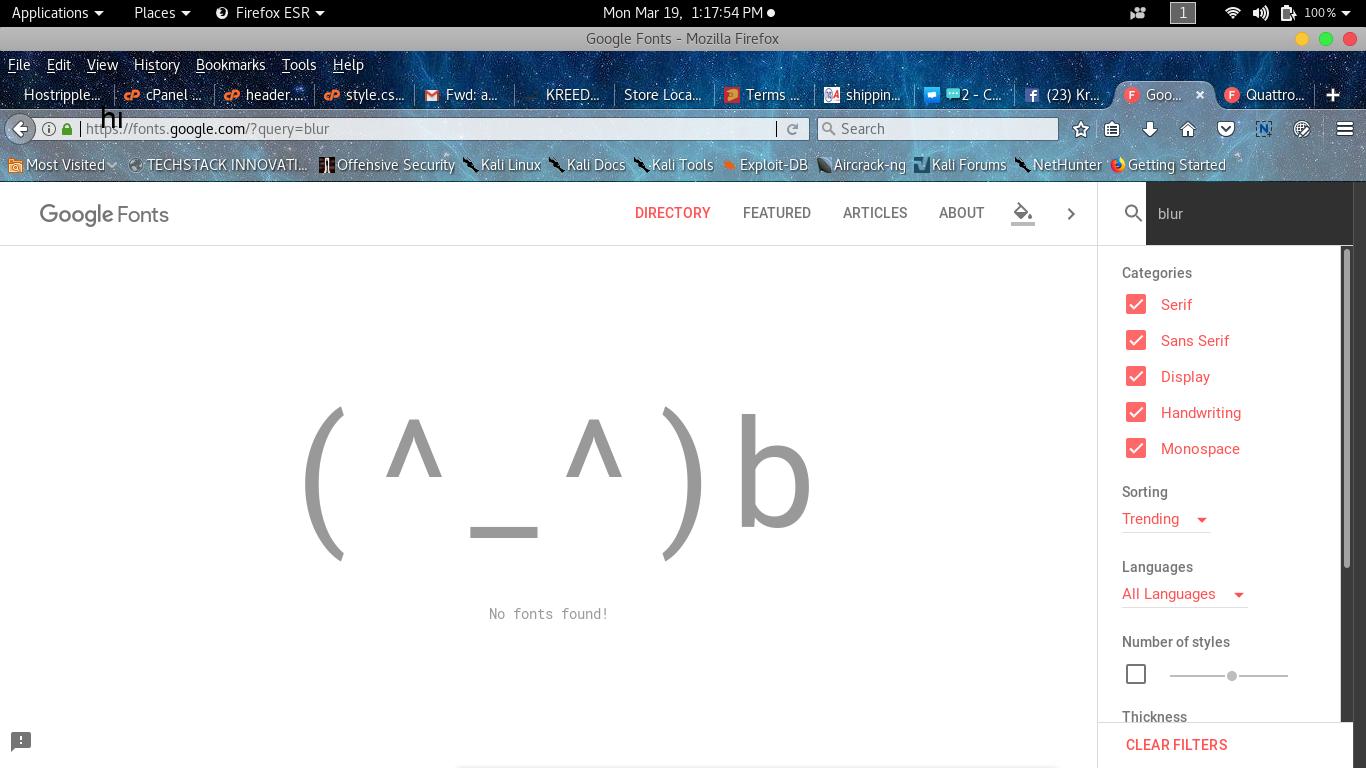 Applications Places Firefox ESR Mon Mar 19, 1:17:54 PM 1 100%
Google Fonts - Mozilla Firefox
File Edit View History Bookmarks Tools Help
Hostripple... cPanel ... header.... style.cs... Fwd: a... KREED... Store Loca... Terms ... shippin... 2 - C... (23) Kr... Goo... Quattro...
hi
https://fonts.google.com/?query=blur Search
Most Visited TECHSTACK INNOVATI... Offensive Security Kali Linux Kali Docs Kali Tools Exploit-DB Aircrack-ng Kali Forums NetHunter Getting Started
Google Fonts DIRECTORY FEATURED ARTICLES ABOUT blur
Categories
Serif
Sans Serif
Display
Handwriting
Monospace
(^_^)b
Sorting
Trending
Languages
All Languages
No fonts found!
Number of styles
Thickness
CLEAR FILTERS